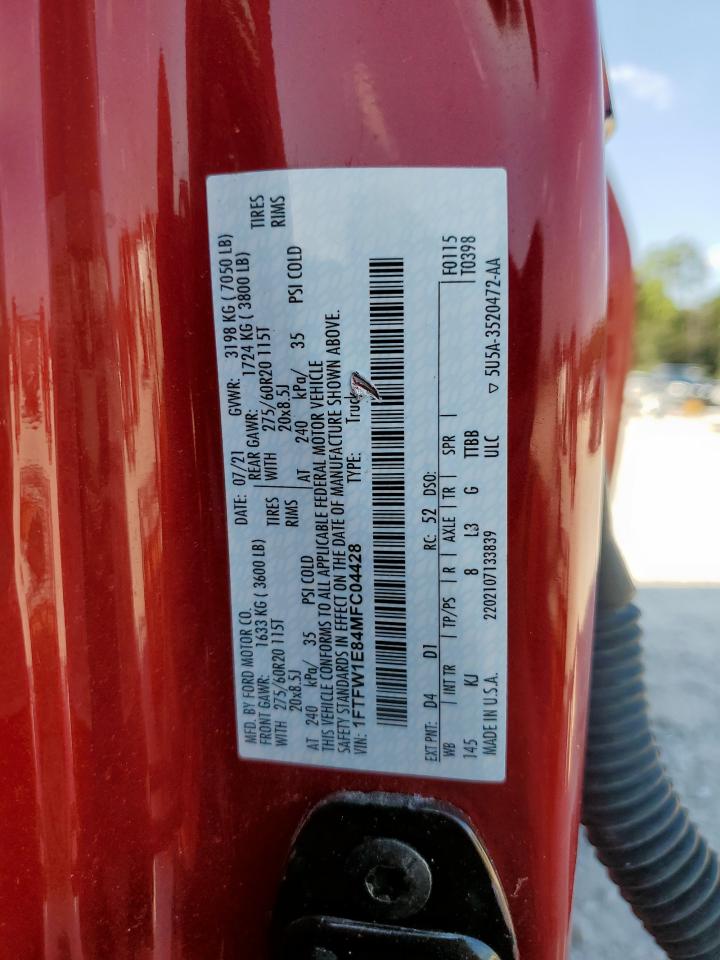 MFD. BY FORD MOTOR CO.
DATE: 07/21 GVWR: 3198 KG ( 7050 LB)
FRONT GAWR: 1633 KG ( 3600 LB) REAR GAWR: 1724 KG ( 3800 LB)
WITH 275/60R20 115T TIRES WITH 275/60R20 115T TIRES
20x8.5J RIMS 20x8.5J RIMS
AT 240 kPa/ 35 PSI COLD AT 240 kPa/ 35 PSI COLD
THIS VEHICLE CONFORMS TO ALL APPLICABLE FEDERAL MOTOR VEHICLE
SAFETY STANDARDS IN EFFECT ON THE DATE OF MANUFACTURE SHOWN ABOVE.
VIN: 1FTFW1E84MFC04428 TYPE: Truck
EXT PNT: D4 D1 RC: 52 DSO: F0115
WB INT TR TP/PS R AXLE TR SPR T0398
145 KJ 8 L3 G TTBB
MADE IN U.S.A. 2202107133839 ULC ▽ 5U5A-3520472-AA